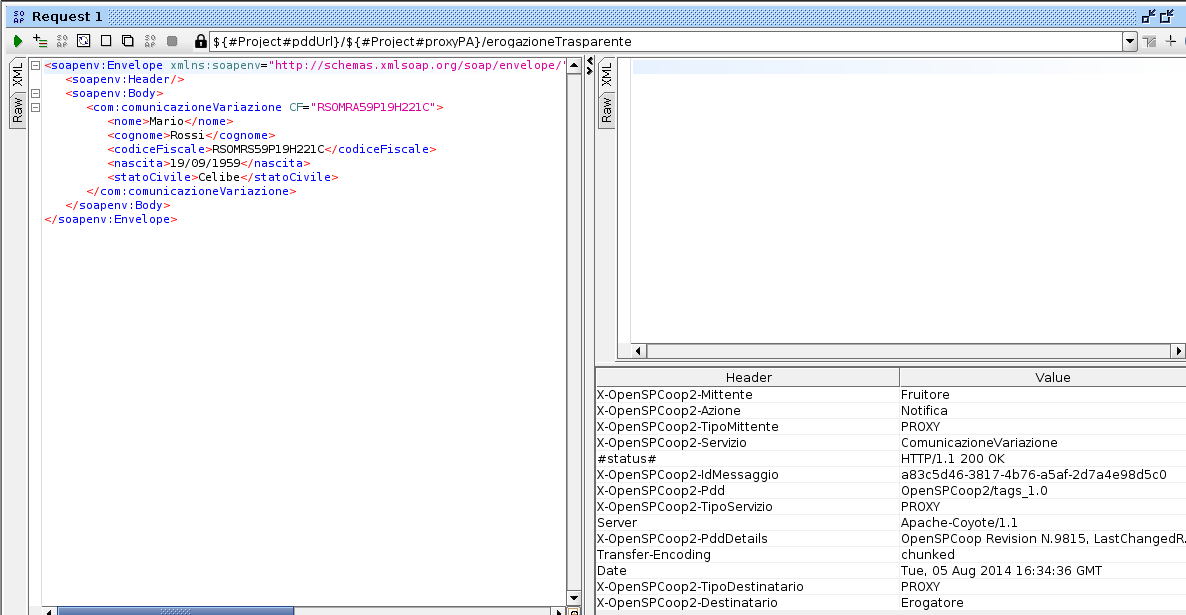 SO AP Request 1
${#Project#pddUrl}/${#Project#proxyPA}/erogazioneTrasparente
XML
Raw
<soapenv:Envelope xmlns:soapenv="http://schemas.xmlsoap.org/soap/envelope/"
<soapenv:Header/>
<soapenv:Body>
<com:comunicazioneVariazione CF="RSOMRA59P19H221C">
<nome>Mario</nome>
<cognome>Rossi</cognome>
<codiceFiscale>RSOMRS59P19H221C</codiceFiscale>
<nascita>19/09/1959</nascita>
<statoCivile>Celibe</statoCivile>
</com:comunicazioneVariazione>
</soapenv:Body>
</soapenv:Envelope>
XML
Raw
Header Value
X-OpenSPCoop2-Mittente Fruitore
X-OpenSPCoop2-Azione Notifica
X-OpenSPCoop2-TipoMittente PROXY
X-OpenSPCoop2-Servizio ComunicazioneVariazione
#status# HTTP/1.1 200 OK
X-OpenSPCoop2-IdMessaggio a83c5d46-3817-4b76-a5af-2d7a4e98d5c0
X-OpenSPCoop2-Pdd OpenSPCoop2/tags_1.0
X-OpenSPCoop2-TipoServizio PROXY
Server Apache-Coyote/1.1
X-OpenSPCoop2-PddDetails OpenSPCoop Revision N.9815, LastChangedR
Transfer-Encoding chunked
Date Tue, 05 Aug 2014 16:34:36 GMT
X-OpenSPCoop2-TipoDestinatario PROXY
X-OpenSPCoop2-Destinatario Erogatore